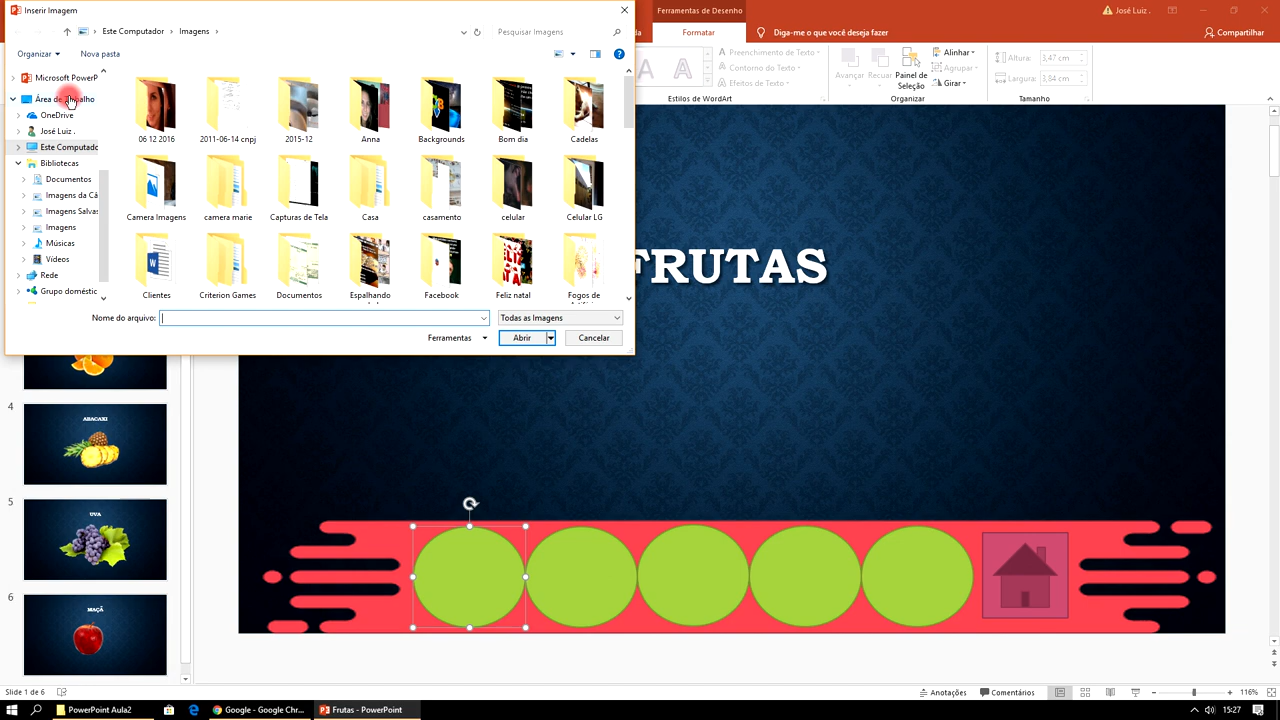 Inserir Imagem
Este Computador
Imagens
Pesquisar Imagens
Organizar
Nova pasta
Microsoft PowerP
Área de Trabalho
OneDrive
José Luiz .
Este Computado
Bibliotecas
Documentos
Imagens da Câ
Imagens Salvas
Imagens
Músicas
Vídeos
Rede
Grupo doméstic
06 12 2016
2011-06-14 cnpj
2015-12
Anna
Backgrounds
Bom dia
Cadelas
Camera Imagens
camera marie
Capturas de Tela
Casa
casamento
celular
Celular LG
Clientes
Criterion Games
Documentos
Espalhando
Facebook
Feliz natal
Fogos de
Nome do arquivo:
Todas as Imagens
Ferramentas
Abrir
Cancelar
Ferramentas de Desenho
Formatar
Diga-me o que você deseja fazer
José Luiz .
Compartilhar
Preenchimento de Texto
Contorno do Texto
Efeitos de Texto
Estilos de WordArt
Avançar
Recuar
Painel de
Seleção
Alinhar
Agrupar
Girar
Organizar
Altura:
3,47 cm
Largura:
3,84 cm
Tamanho
FRUTAS
4
ABACAXI
5
UVA
6
MAÇÃ
Slide 1 de 6
Anotações
Comentários
116%
PowerPoint Aula2
Google - Google Chr...
Frutas - PowerPoint
15:27